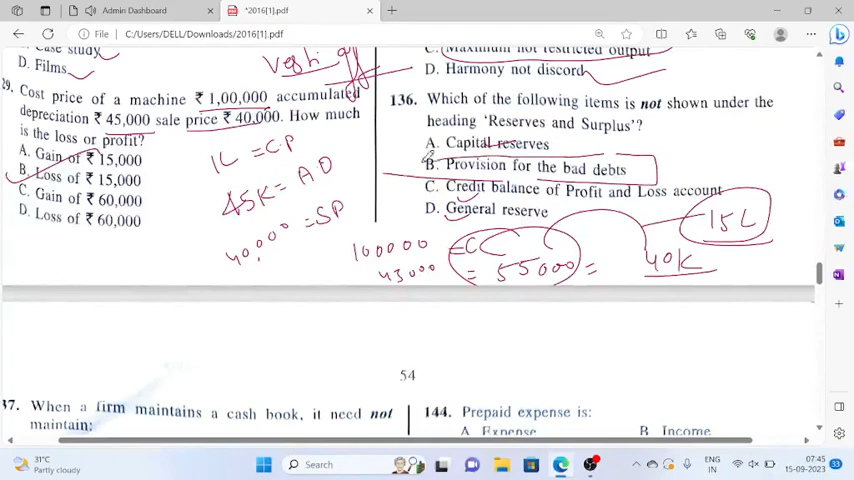 Admin Dashboard
*2016[1].pdf
C:/Users/DELL/Downloads/2016[1].pdf
C. Case study
D. Films
29. Cost price of a machine ₹ 1,00,000 accumulated
depreciation ₹ 45,000 sale price ₹ 40,000. How much
is the loss or profit?
A. Gain of ₹ 15,000
B. Loss of ₹ 15,000
C. Gain of ₹ 60,000
D. Loss of ₹ 60,000
1L = CP
45K = AD
40,000 = SP
C. Maximum not restricted output
D. Harmony not discord
136. Which of the following items is not shown under the
heading 'Reserves and Surplus'?
A. Capital reserves
B. Provision for the bad debts
C. Credit balance of Profit and Loss account
D. General reserve
15L
100000
= 55000 =
40K
54
37. When a firm maintains a cash book, it need not
maintain:
144. Prepaid expense is:
A. Expense B. Income
31°C
Partly cloudy
Search
ENG
IN
07:45
15-09-2023
33